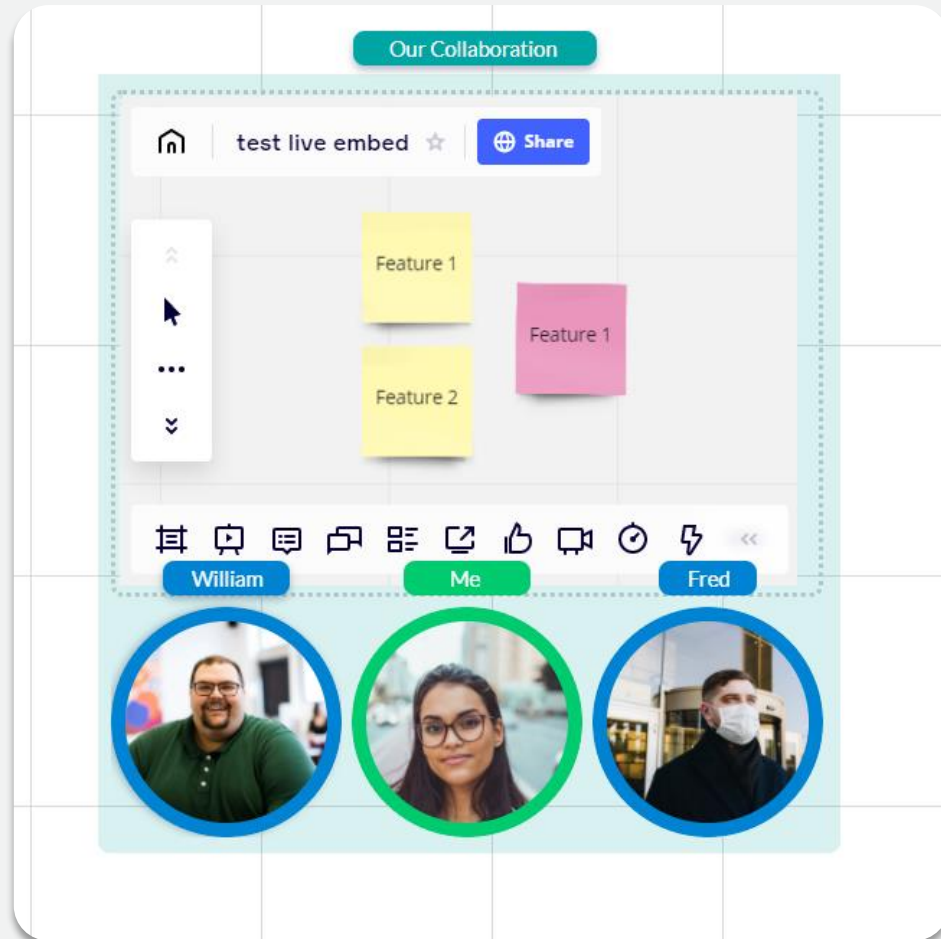 Our Collaboration
test live embed
Share
Feature 1
Feature 1
Feature 2
William
Me
Fred